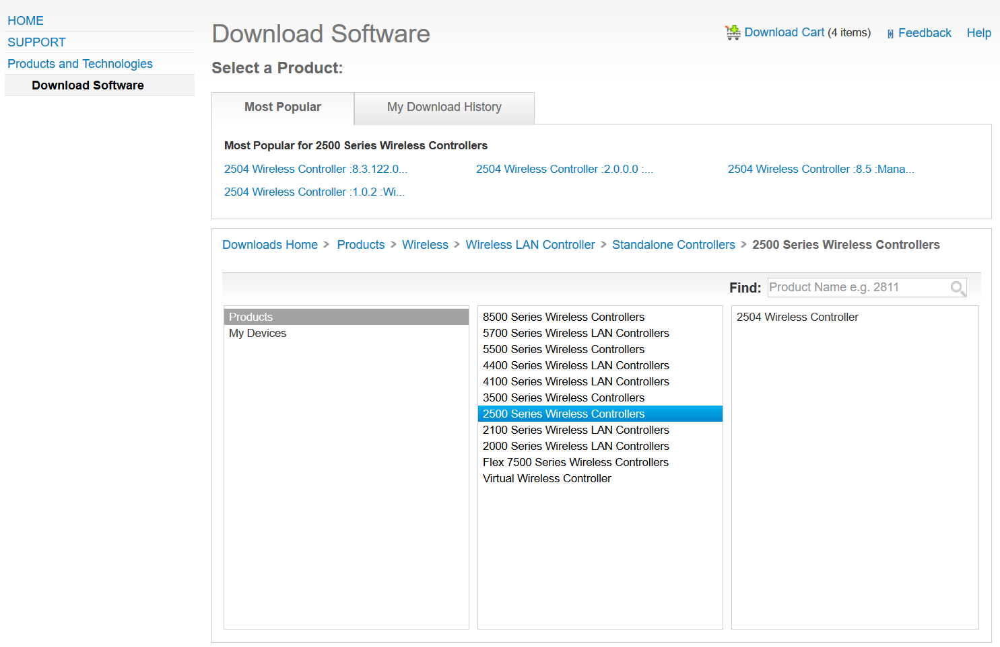 HOME
SUPPORT
Products and Technologies
Download Software
Download Software
Download Cart (4 items) Feedback Help
Select a Product:
Most Popular My Download History
Most Popular for 2500 Series Wireless Controllers
2504 Wireless Controller :8.3.122.0... 2504 Wireless Controller :2.0.0.0 :... 2504 Wireless Controller :8.5 :Mana...
2504 Wireless Controller :1.0.2 :Wi...
Downloads Home > Products > Wireless > Wireless LAN Controller > Standalone Controllers > 2500 Series Wireless Controllers
Find: Product Name e.g. 2811
Products
My Devices
8500 Series Wireless Controllers
5700 Series Wireless LAN Controllers
5500 Series Wireless Controllers
4400 Series Wireless LAN Controllers
4100 Series Wireless LAN Controllers
3500 Series Wireless Controllers
2500 Series Wireless Controllers
2100 Series Wireless LAN Controllers
2000 Series Wireless LAN Controllers
Flex 7500 Series Wireless Controllers
Virtual Wireless Controller
2504 Wireless Controller